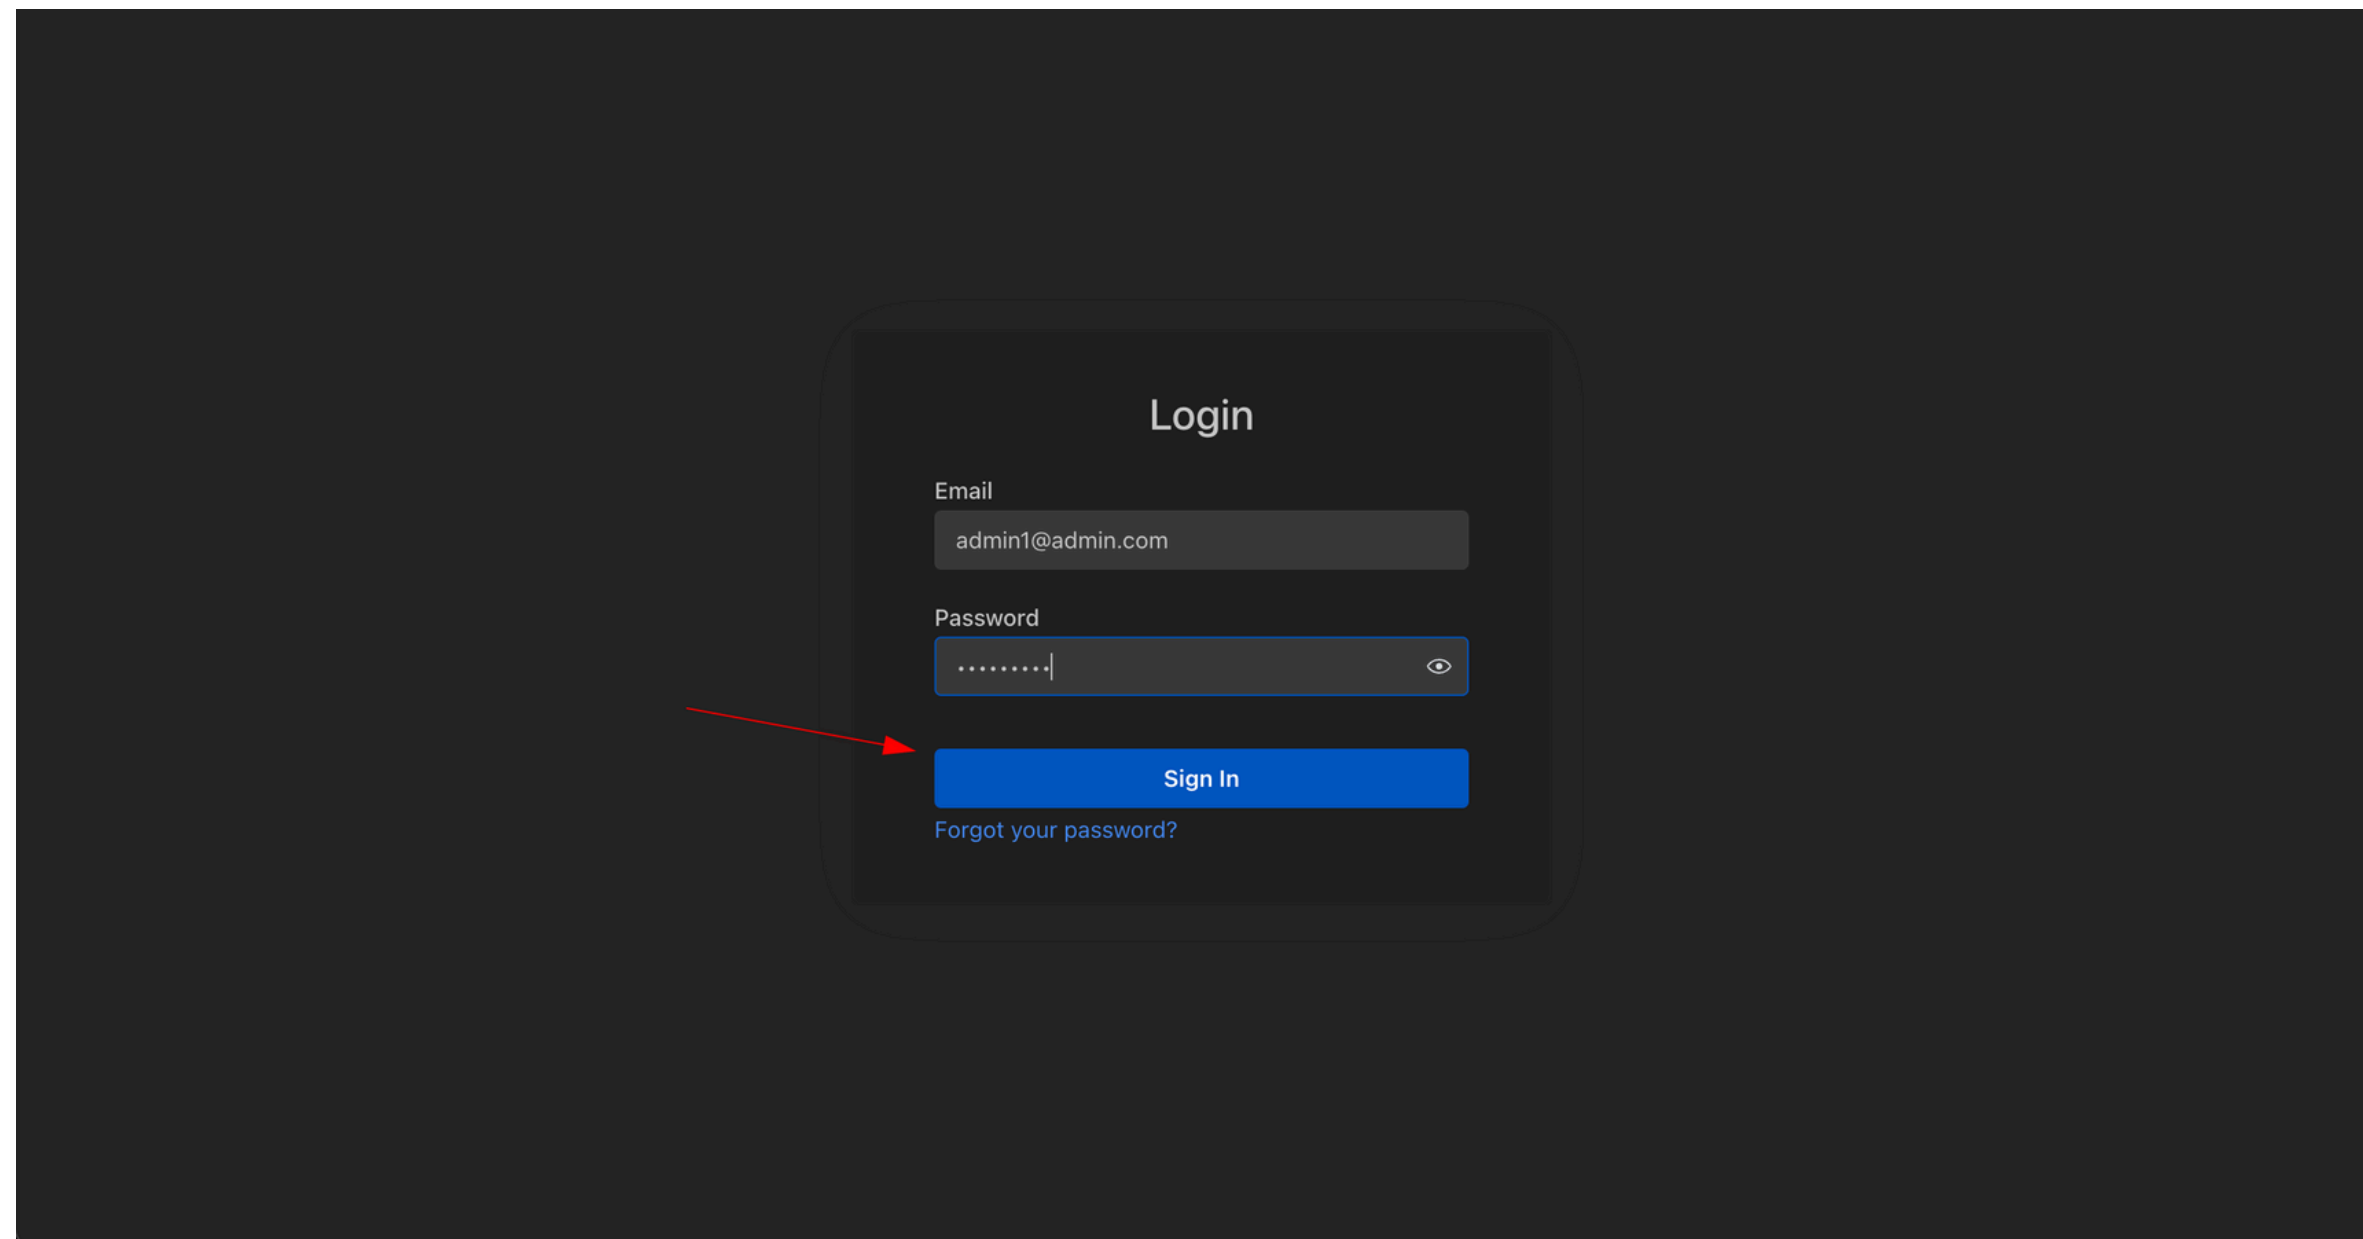 Login
Email
admin1@admin.com
Password
•••••••••
Sign In
Forgot your password?